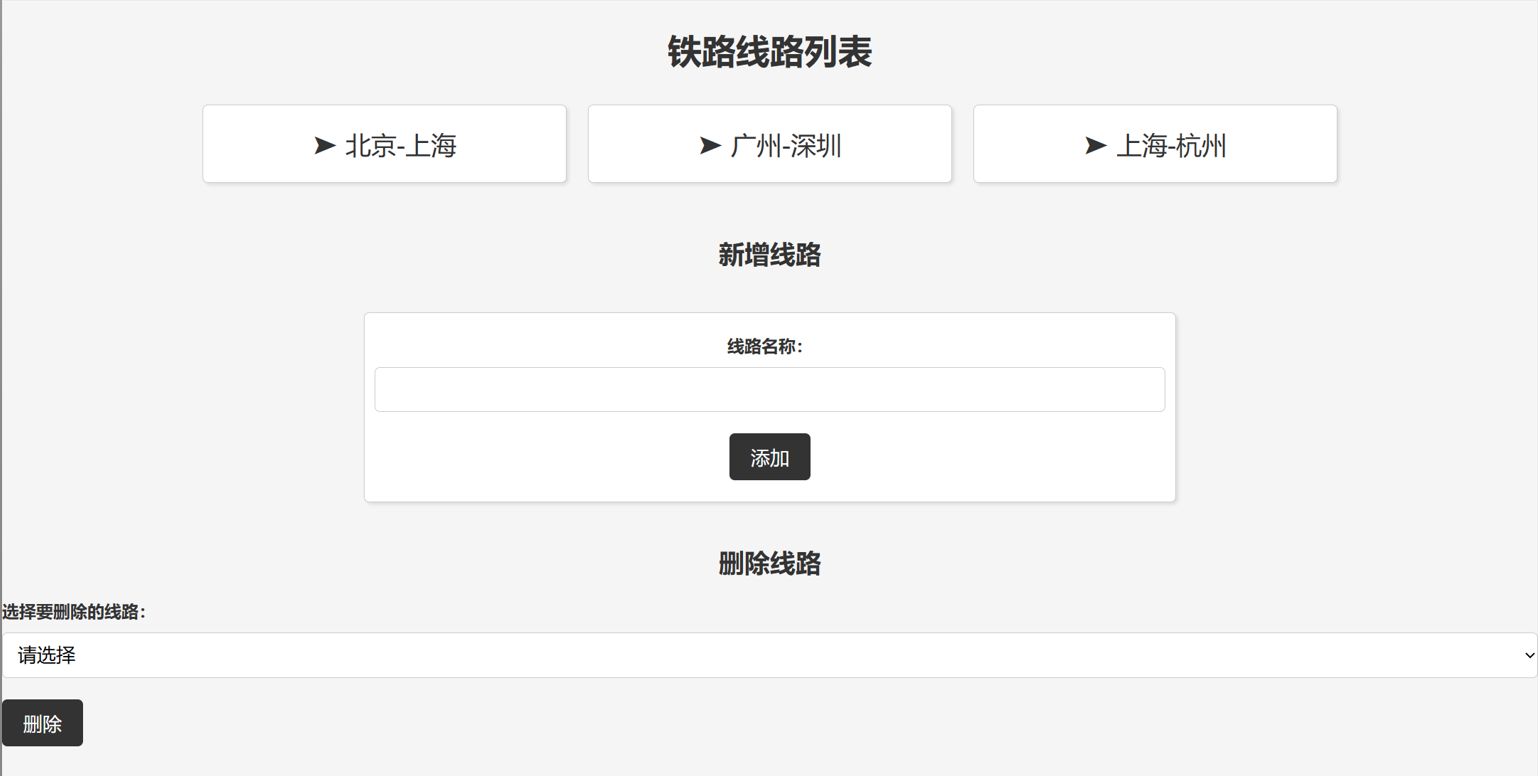 铁路线路列表
➤ 北京-上海
➤ 广州-深圳
➤ 上海-杭州
新增线路
线路名称：
添加
删除线路
选择要删除的线路：
请选择
删除